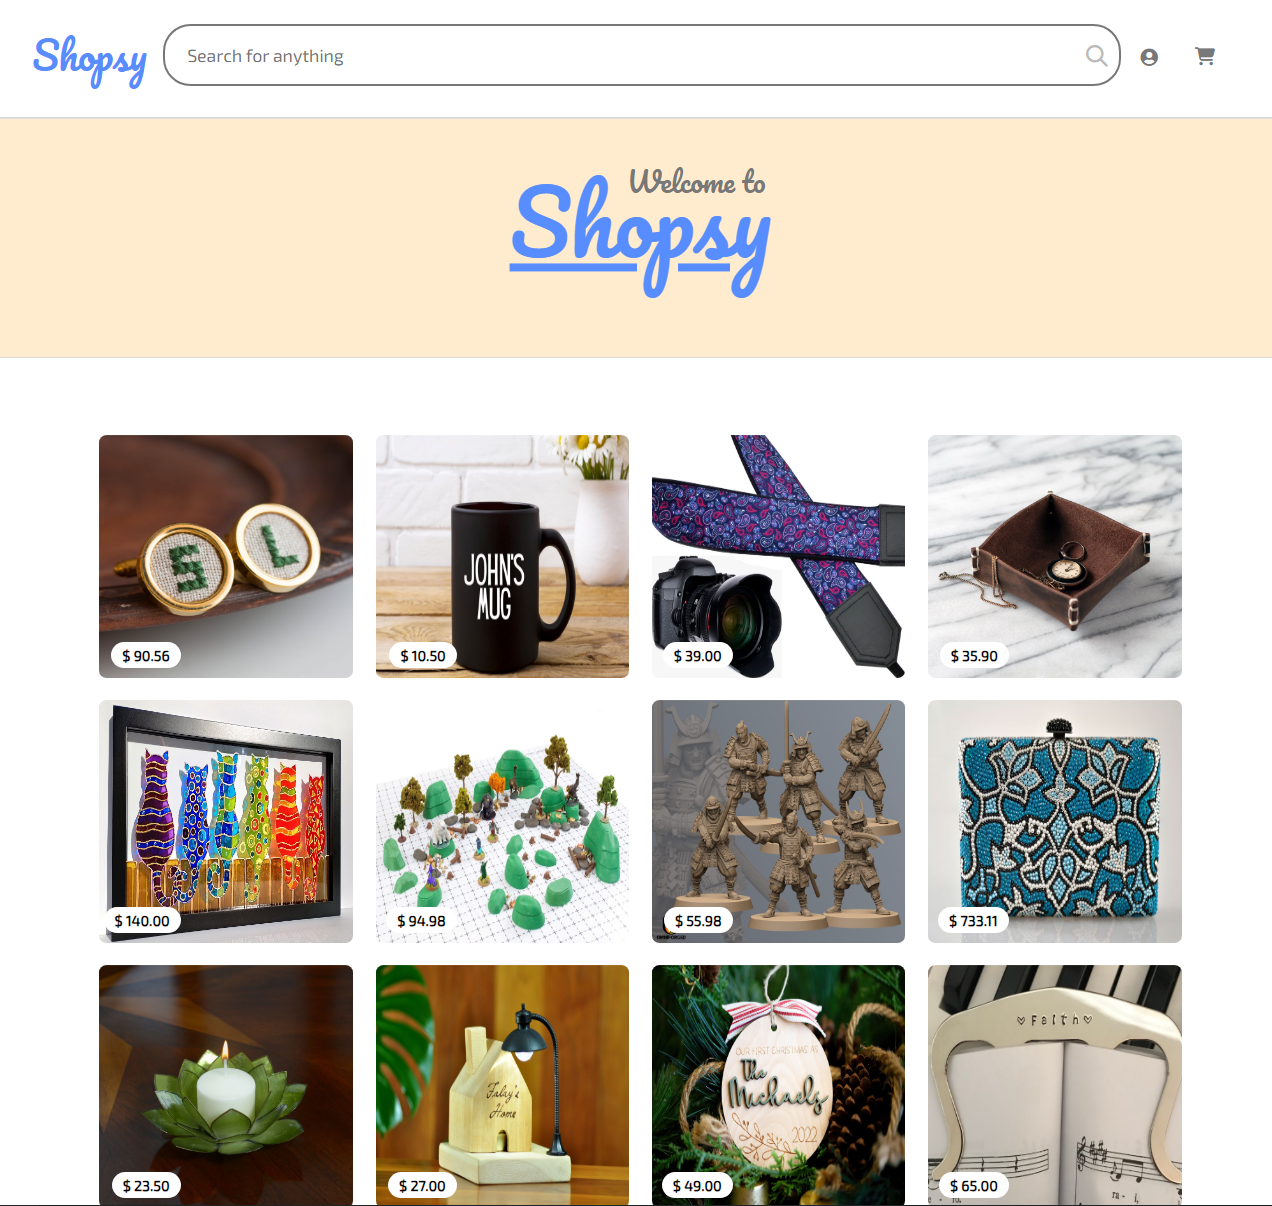 Shopsy
Search for anything
Welcome to
Shopsy
S L
$ 90.56
JOHN'S
MUG
$ 10.50
$ 39.00
$ 35.90
$ 140.00
$ 94.98
$ 55.98
$ 733.11
$ 23.50
Falzy's
Home
$ 27.00
OUR FIRST CHRISTMAS AS
The
Michaels
2022
$ 49.00
♡Faith♡
ra - i,
$ 65.00